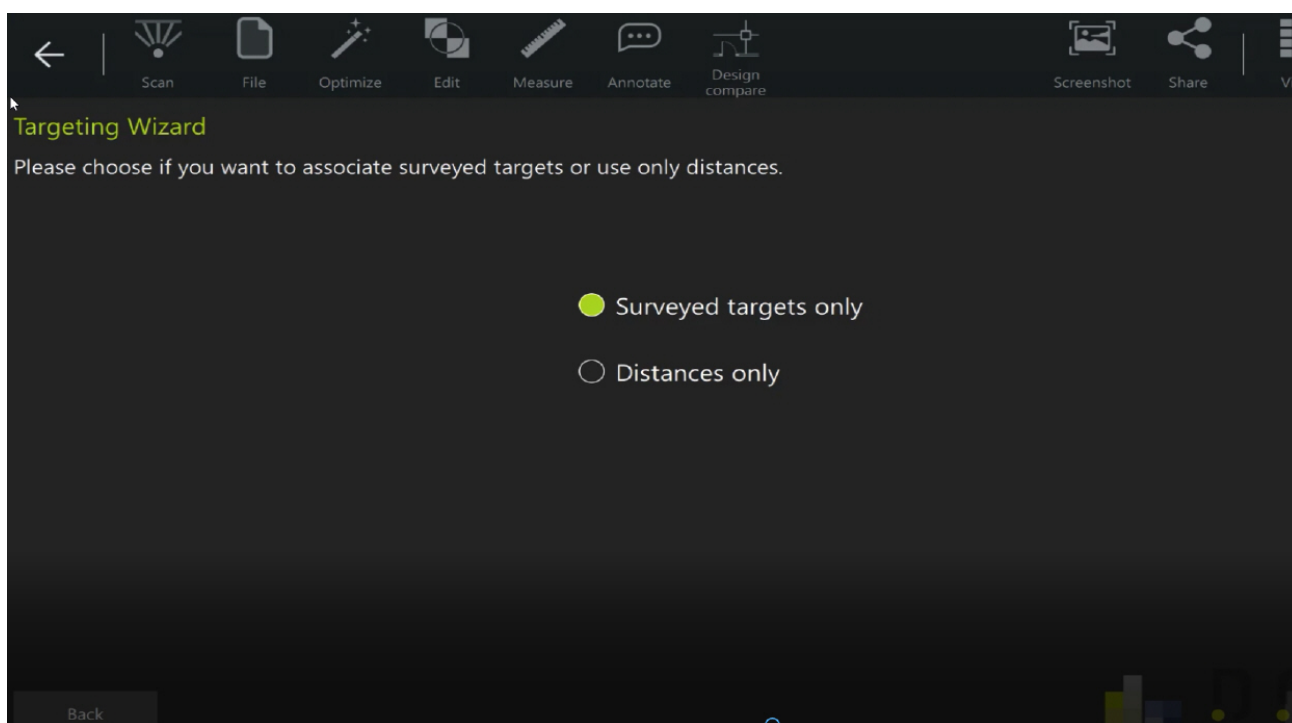 Scan File Optimize Edit Measure Annotate Design compare Screenshot Share
Targeting Wizard
Please choose if you want to associate surveyed targets or use only distances.
Surveyed targets only
Distances only
Back